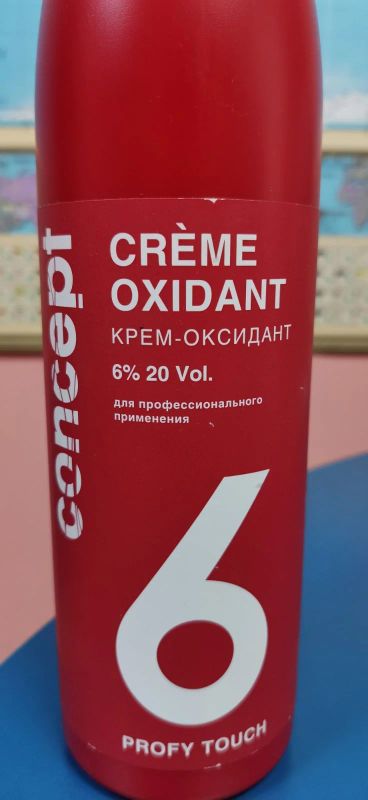 concept
CRÈME
OXIDANT
КРЕМ-ОКСИДАНТ
6% 20 Vol.
для профессионального
применения
6
PROFY TOUCH